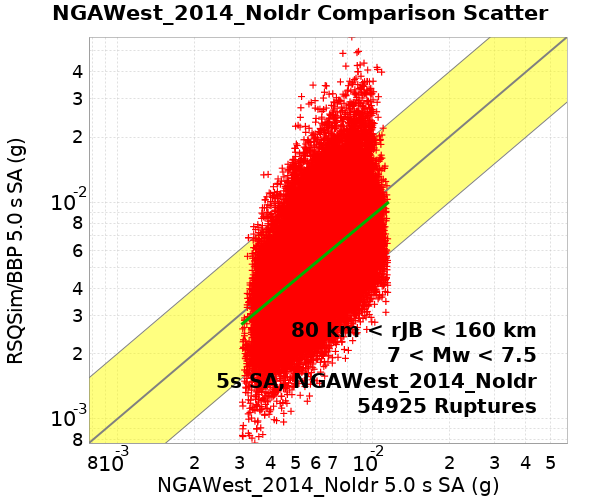 NGAWest_2014_NoIdr Comparison Scatter
RSQSim/BBP 5.0 s SA (g)
4
3
2
10-2
8
6
4
3
2
10-3
8
80 km < rJB < 160 km
7 < Mw < 7.5
5s SA, NGAWest_2014_NoIdr
54925 Ruptures
8 10-3 2 3 4 5 6 7 10-2 2 3 4 5
NGAWest_2014_NoIdr 5.0 s SA (g)